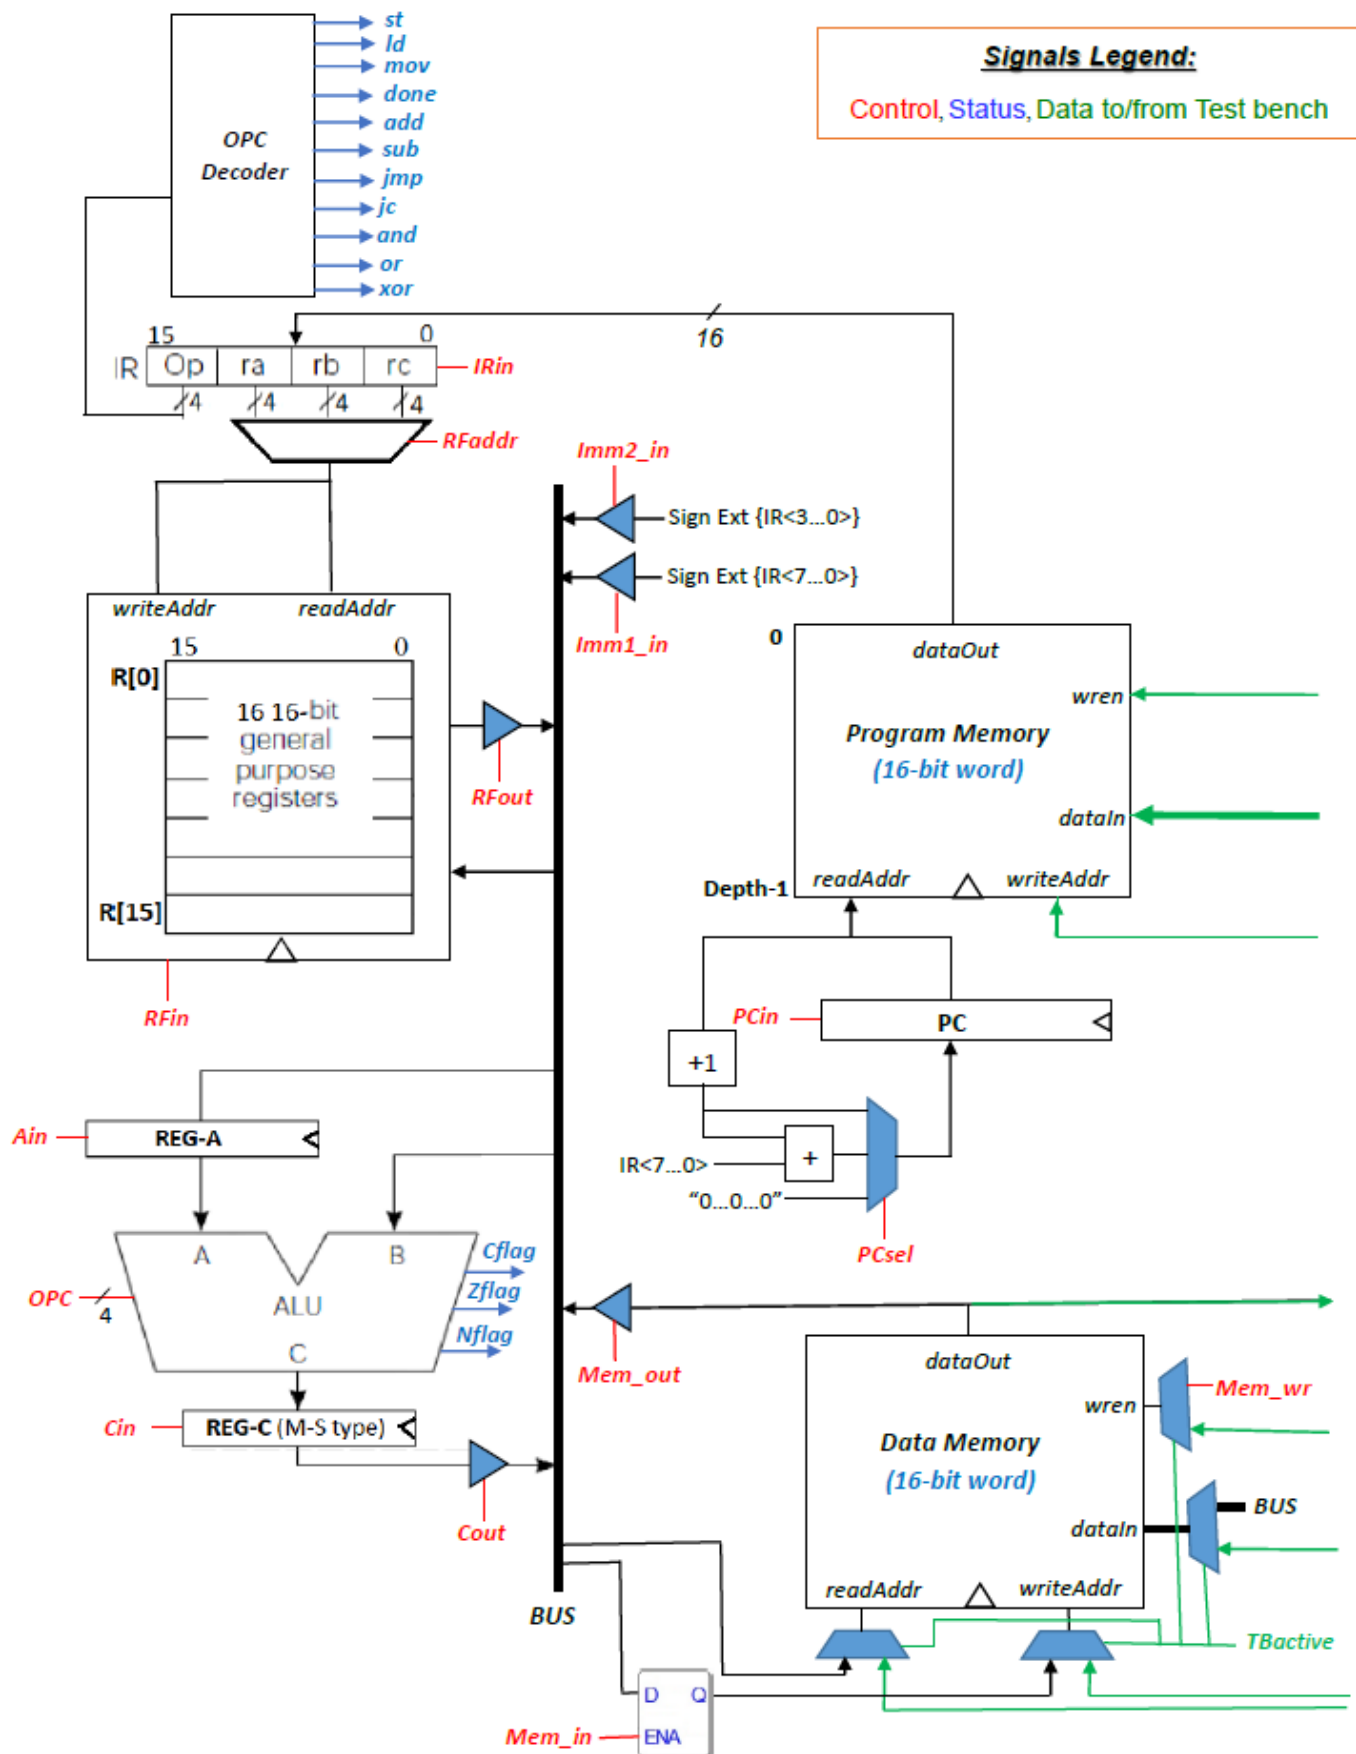 st
ld
mov
done
add
sub
jmp
jc
and
or
xor
OPC
Decoder
Signals Legend:
Control, Status, Data to/from Test bench
15
0
16
IR
Op
ra
rb
rc
IRin
4
4
4
4
RFaddr
Imm2_in
Sign Ext {IR<3...0>}
Sign Ext {IR<7...0>}
Imm1_in
writeAddr
readAddr
15
0
R[0]
16 16-bit
general
purpose
registers
R[15]
RFout
RFin
0
dataOut
wren
Program Memory
(16-bit word)
dataIn
Depth-1
readAddr
writeAddr
PCin
PC
+1
+
IR<7...0>
“0...0...0”
PCsel
Ain
REG-A
A
B
Cflag
Zflag
Nflag
OPC
4
ALU
C
Cin
REG-C (M-S type)
Cout
Mem_out
dataOut
wren
Mem_wr
Data Memory
(16-bit word)
dataIn
BUS
readAddr
writeAddr
BUS
TBactive
D
Q
Mem_in
ENA